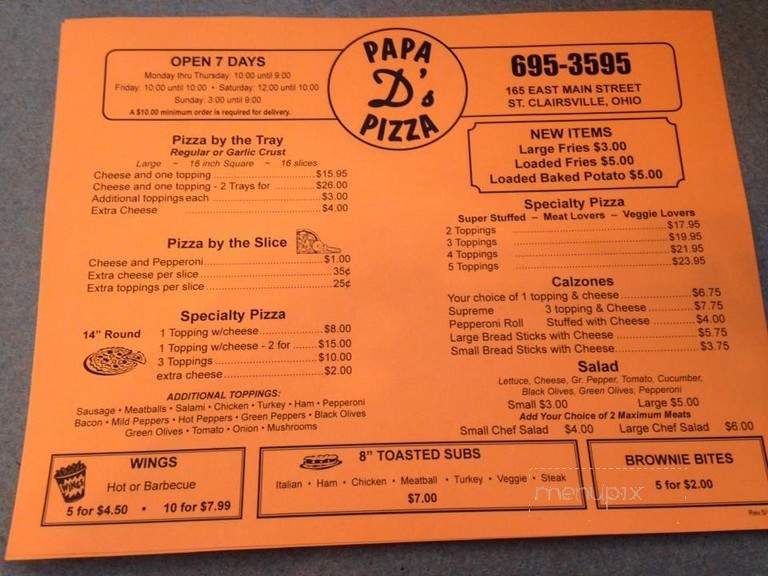 OPEN 7 DAYS
Monday thru Thursday: 10:00 until 9:00
Friday: 10:00 until 10:00 • Saturday: 12:00 until 10:00
Sunday: 3:00 until 9:00
A $10.00 minimum order is required for delivery.
PAPA
D's
PIZZA
695-3595
165 EAST MAIN STREET
ST. CLAIRSVILLE, OHIO
Pizza by the Tray
Regular or Garlic Crust
Large ~ 16 inch Square ~ 16 slices
Cheese and one topping $15.95
Cheese and one topping - 2 Trays for $26.00
Additional toppings each $3.00
Extra Cheese $4.00
Pizza by the Slice
Cheese and Pepperoni $1.00
Extra cheese per slice 35¢
Extra toppings per slice 25¢
Specialty Pizza
14" Round
1 Topping w/cheese $8.00
1 Topping w/cheese - 2 for $15.00
3 Toppings $10.00
extra cheese $2.00
ADDITIONAL TOPPINGS:
Sausage • Meatballs • Salami • Chicken • Turkey • Ham • Pepperoni
Bacon • Mild Peppers • Hot Peppers • Green Peppers • Black Olives
Green Olives • Tomato • Onion • Mushrooms
NEW ITEMS
Large Fries $3.00
Loaded Fries $5.00
Loaded Baked Potato $5.00
Specialty Pizza
Super Stuffed – Meat Lovers – Veggie Lovers
2 Toppings $17.95
3 Toppings $19.95
4 Toppings $21.95
5 Toppings $23.95
Calzones
Your choice of 1 topping & cheese $6.75
Supreme 3 topping & Cheese $7.75
Pepperoni Roll Stuffed with Cheese $4.00
Large Bread Sticks with Cheese $5.75
Small Bread Sticks with Cheese $3.75
Salad
Lettuce, Cheese, Gr. Pepper, Tomato, Cucumber,
Black Olives, Green Olives, Pepperoni
Small $3.00 Large $5.00
Add Your Choice of 2 Maximum Meats
Small Chef Salad $4.00 Large Chef Salad $6.00
WINGS
WINGS
Hot or Barbecue
5 for $4.50 • 10 for $7.99
8" TOASTED SUBS
Italian • Ham • Chicken • Meatball • Turkey • Veggie • Steak
$7.00
BROWNIE BITES
5 for $2.00
menupix